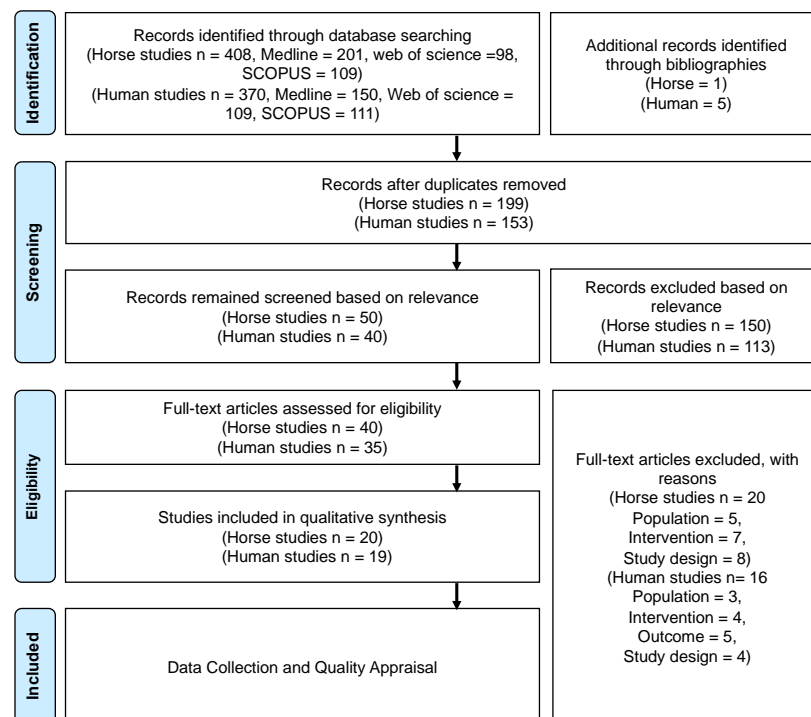 Identification
Records identified through database searching
(Horse studies n = 408, Medline = 201, web of science =98,
SCOPUS = 109)
(Human studies n = 370, Medline = 150, Web of science =
109, SCOPUS = 111)
Additional records identified
through bibliographies
(Horse = 1)
(Human = 5)
Screening
Records after duplicates removed
(Horse studies n = 199)
(Human studies n = 153)
Records remained screened based on relevance
(Horse studies n = 50)
(Human studies n = 40)
Records excluded based on
relevance
(Horse studies n = 150)
(Human studies n = 113)
Eligibility
Full-text articles assessed for eligibility
(Horse studies n = 40)
(Human studies n = 35)
Studies included in qualitative synthesis
(Horse studies n = 20)
(Human studies n = 19)
Full-text articles excluded, with
reasons
(Horse studies n = 20
Population = 5,
Intervention = 7,
Study design = 8)
(Human studies n= 16
Population = 3,
Intervention = 4,
Outcome = 5,
Study design = 4)
Included
Data Collection and Quality Appraisal